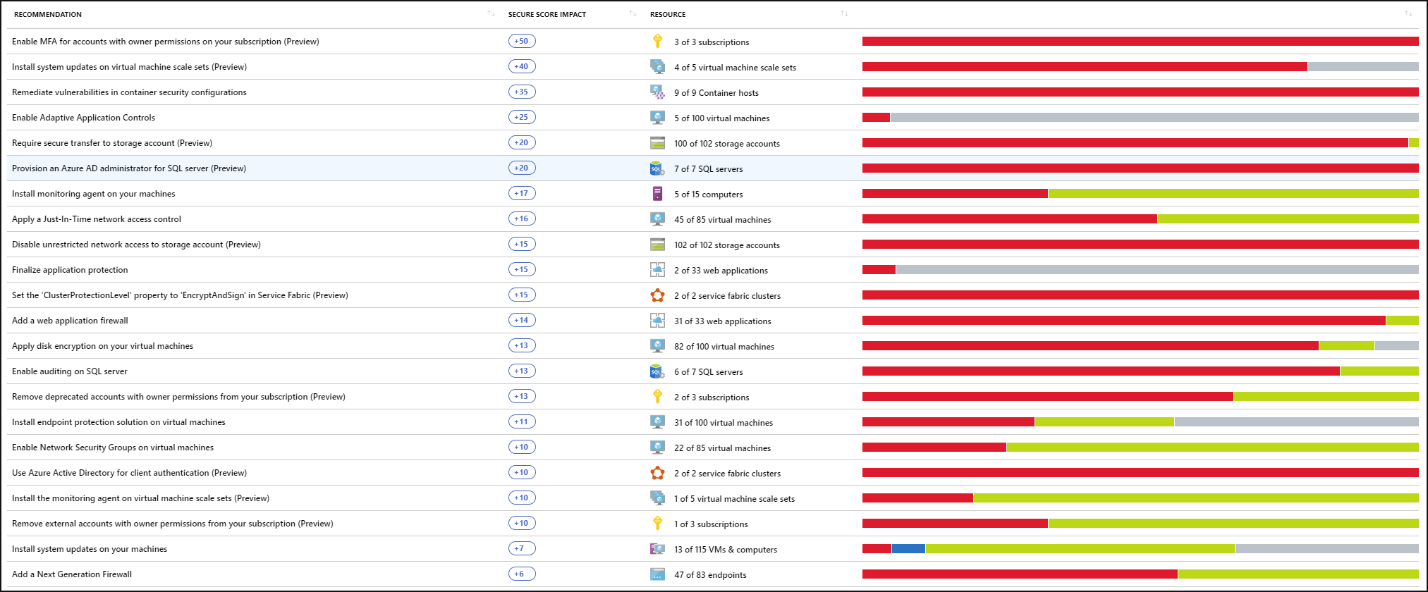 RECOMMENDATION SECURE SCORE IMPACT RESOURCE
Enable MFA for accounts with owner permissions on your subscription (Preview) +50 3 of 3 subscriptions
Install system updates on virtual machine scale sets (Preview) +40 4 of 5 virtual machine scale sets
Remediate vulnerabilities in container security configurations +35 9 of 9 Container hosts
Enable Adaptive Application Controls +25 5 of 100 virtual machines
Require secure transfer to storage account (Preview) +20 100 of 102 storage accounts
Provision an Azure AD administrator for SQL server (Preview) +20 7 of 7 SQL servers
Install monitoring agent on your machines +17 5 of 15 computers
Apply a Just-In-Time network access control +16 45 of 85 virtual machines
Disable unrestricted network access to storage account (Preview) +15 102 of 102 storage accounts
Finalize application protection +15 2 of 33 web applications
Set the 'ClusterProtectionLevel' property to 'EncryptAndSign' in Service Fabric (Preview) +15 2 of 2 service fabric clusters
Add a web application firewall +14 31 of 33 web applications
Apply disk encryption on your virtual machines +13 82 of 100 virtual machines
Enable auditing on SQL server +13 6 of 7 SQL servers
Remove deprecated accounts with owner permissions from your subscription (Preview) +13 2 of 3 subscriptions
Install endpoint protection solution on virtual machines +11 31 of 100 virtual machines
Enable Network Security Groups on virtual machines +10 22 of 85 virtual machines
Use Azure Active Directory for client authentication (Preview) +10 2 of 2 service fabric clusters
Install the monitoring agent on virtual machine scale sets (Preview) +10 1 of 5 virtual machine scale sets
Remove external accounts with owner permissions from your subscription (Preview) +10 1 of 3 subscriptions
Install system updates on your machines +7 13 of 115 VMs & computers
Add a Next Generation Firewall +6 47 of 83 endpoints